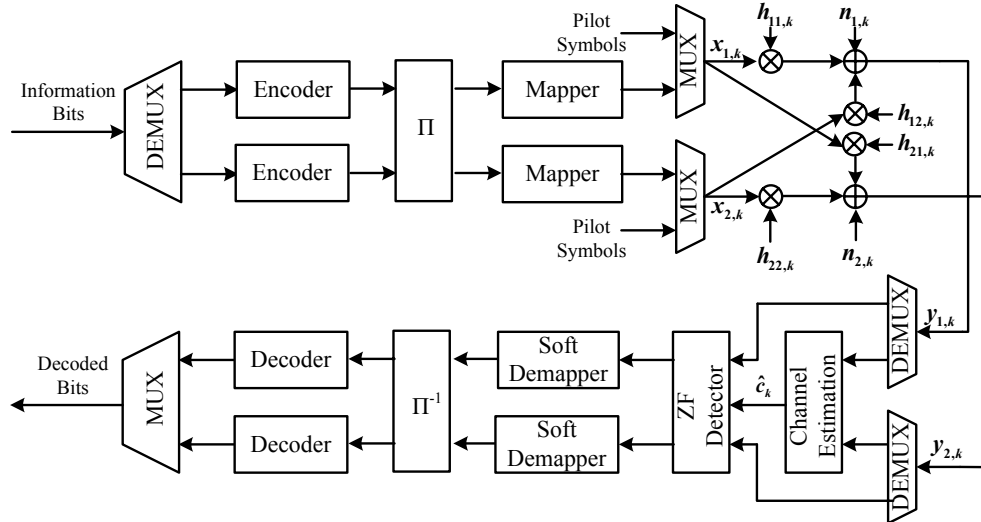 Pilot
Symbols
MUX
x1,k
h11,k
n1,k
Information
Bits
DEMUX
Encoder
Π
Mapper
h12,k
h21,k
Encoder
Mapper
MUX
x2,k
Pilot
Symbols
h22,k
n2,k
DEMUX
y1,k
Decoded
Bits
MUX
Decoder
Π-1
Soft
Demapper
ZF
Detector
ĉk
Channel
Estimation
Decoder
Soft
Demapper
DEMUX
y2,k